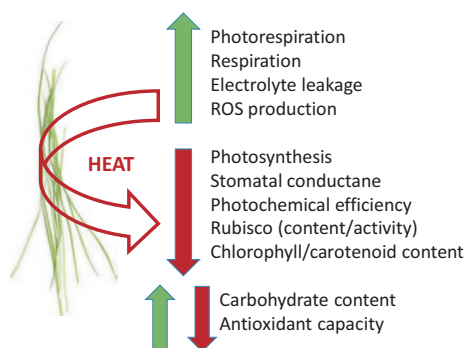 Photorespiration
Respiration
Electrolyte leakage
ROS production
HEAT
Photosynthesis
Stomatal conductane
Photochemical efficiency
Rubisco (content/activity)
Chlorophyll/carotenoid content
Carbohydrate content
Antioxidant capacity